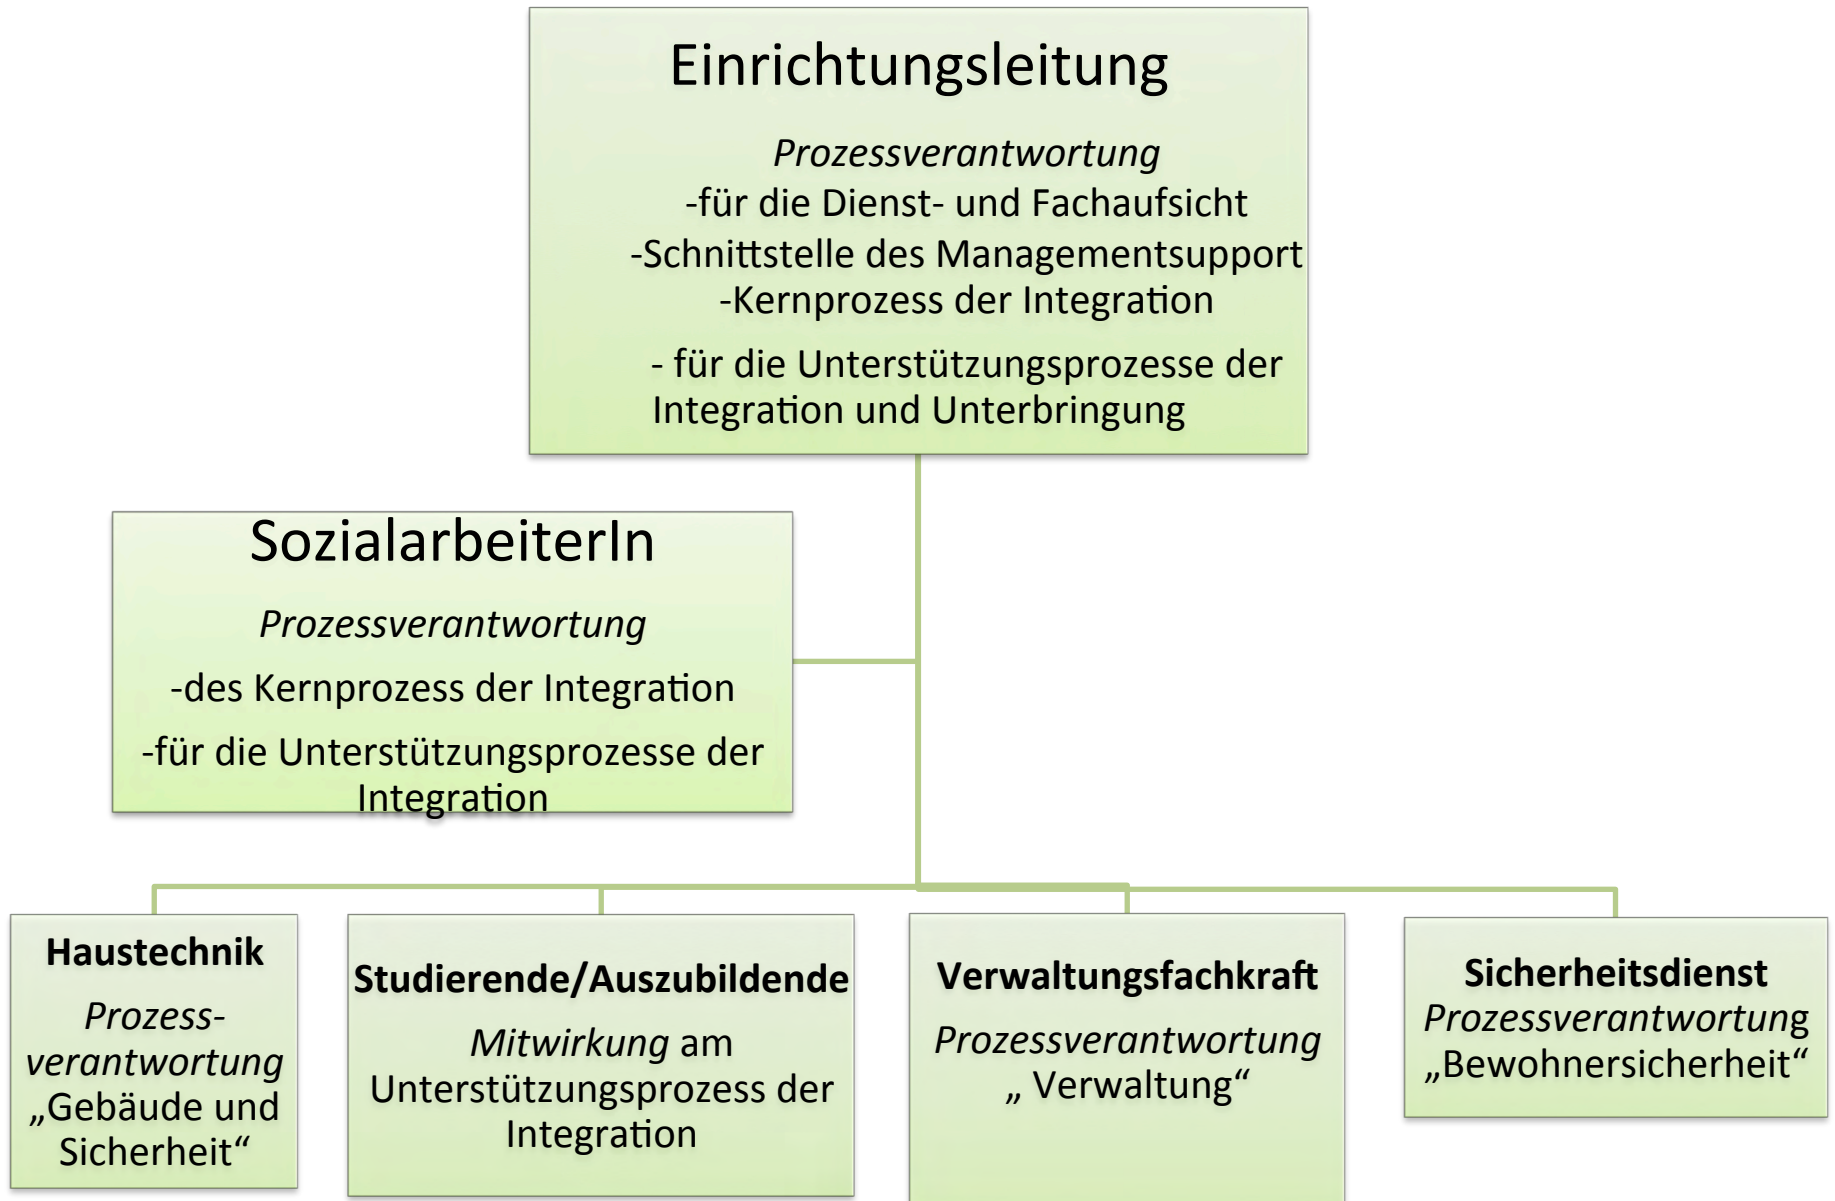 Einrichtungsleitung
Prozessverantwortung
-für die Dienst- und Fachaufsicht
-Schnittstelle des Managementsupport
-Kernprozess der Integration
- für die Unterstützungsprozesse der
Integration und Unterbringung
SozialarbeiterIn
Prozessverantwortung
-des Kernprozess der Integration
-für die Unterstützungsprozesse der
Integration
Haustechnik
Prozess-
verantwortung
„Gebäude und
Sicherheit“
Studierende/Auszubildende
Mitwirkung am
Unterstützungsprozess der
Integration
Verwaltungsfachkraft
Prozessverantwortung
„ Verwaltung“
Sicherheitsdienst
Prozessverantwortung
„Bewohnersicherheit“